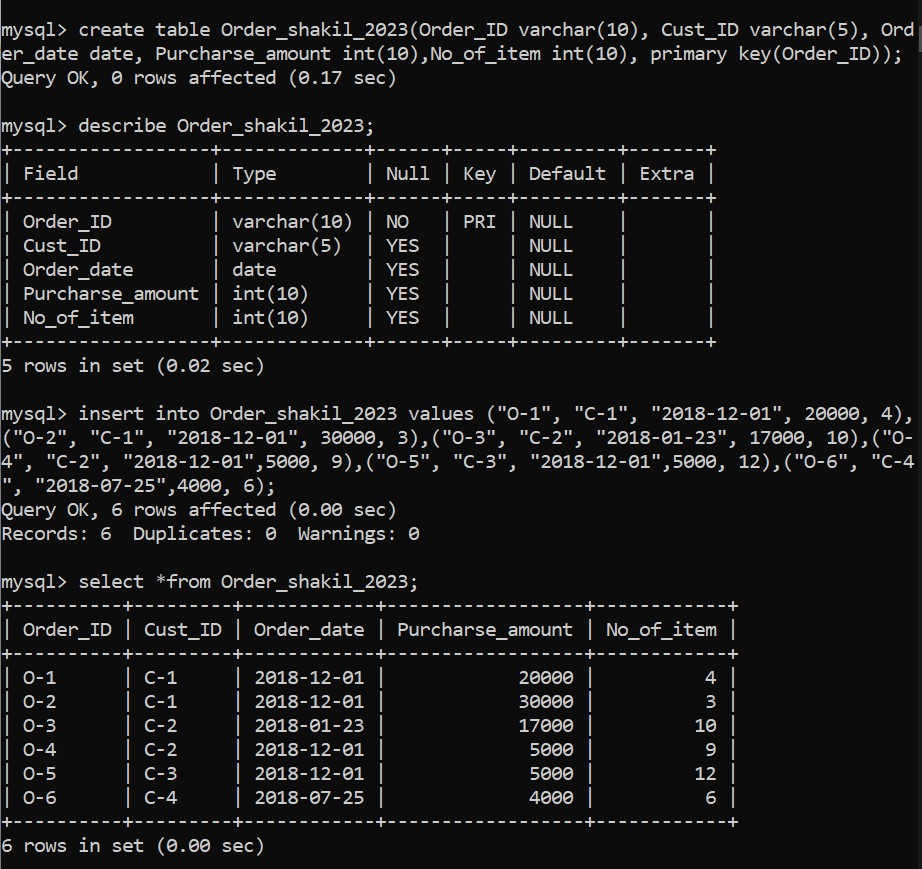 mysql> create table Order_shakil_2023(Order_ID varchar(10), Cust_ID varchar(5), Ord
er_date date, Purcharse_amount int(10),No_of_item int(10), primary key(Order_ID));
Query OK, 0 rows affected (0.17 sec)
mysql> describe Order_shakil_2023;
+------------------+-------------+------+-----+---------+-------+
| Field            | Type        | Null | Key | Default | Extra |
+------------------+-------------+------+-----+---------+-------+
| Order_ID         | varchar(10) | NO   | PRI | NULL    |       |
| Cust_ID          | varchar(5)  | YES  |     | NULL    |       |
| Order_date       | date        | YES  |     | NULL    |       |
| Purcharse_amount | int(10)     | YES  |     | NULL    |       |
| No_of_item       | int(10)     | YES  |     | NULL    |       |
+------------------+-------------+------+-----+---------+-------+
5 rows in set (0.02 sec)
mysql> insert into Order_shakil_2023 values ("O-1", "C-1", "2018-12-01", 20000, 4),
("O-2", "C-1", "2018-12-01", 30000, 3),("O-3", "C-2", "2018-01-23", 17000, 10),("O-
4", "C-2", "2018-12-01",5000, 9),("O-5", "C-3", "2018-12-01",5000, 12),("O-6", "C-4
", "2018-07-25",4000, 6);
Query OK, 6 rows affected (0.00 sec)
Records: 6  Duplicates: 0  Warnings: 0
mysql> select *from Order_shakil_2023;
+----------+---------+------------+------------------+------------+
| Order_ID | Cust_ID | Order_date | Purcharse_amount | No_of_item |
+----------+---------+------------+------------------+------------+
| O-1      | C-1     | 2018-12-01 |            20000 |          4 |
| O-2      | C-1     | 2018-12-01 |            30000 |          3 |
| O-3      | C-2     | 2018-01-23 |            17000 |         10 |
| O-4      | C-2     | 2018-12-01 |             5000 |          9 |
| O-5      | C-3     | 2018-12-01 |             5000 |         12 |
| O-6      | C-4     | 2018-07-25 |             4000 |          6 |
+----------+---------+------------+------------------+------------+
6 rows in set (0.00 sec)